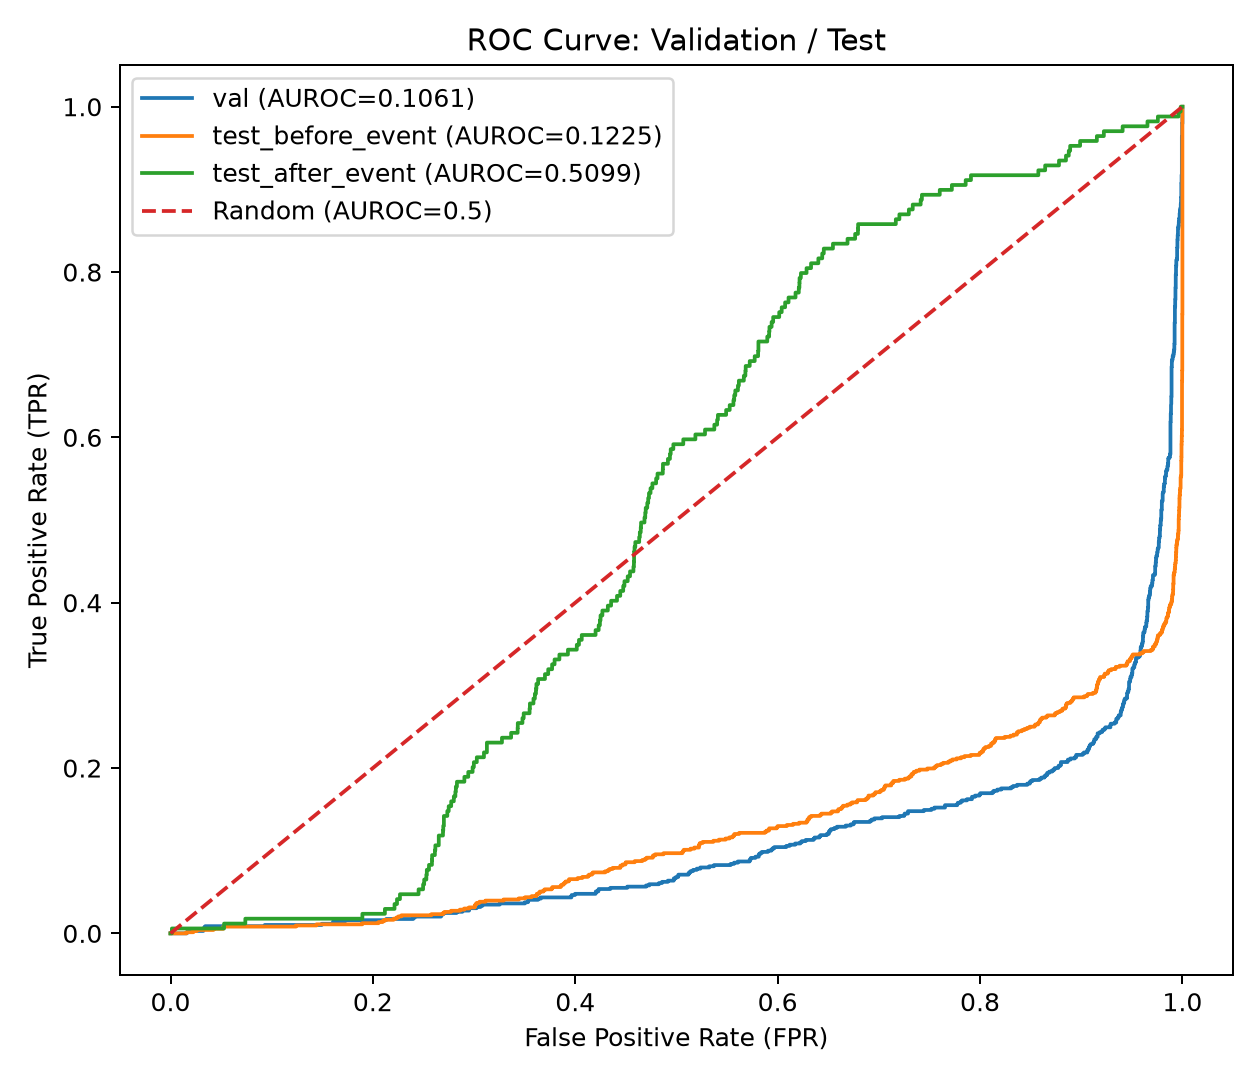 ROC Curve: Validation / Test
val (AUROC=0.1061)
test_before_event (AUROC=0.1225)
test_after_event (AUROC=0.5099)
Random (AUROC=0.5)
True Positive Rate (TPR)
1.0
0.8
0.6
0.4
0.2
0.0
0.0 0.2 0.4 0.6 0.8 1.0
False Positive Rate (FPR)